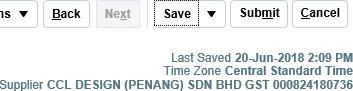 ns Back Next Save Submit Cancel
Last Saved 20-Jun-2018 2:09 PM
Time Zone Central Standard Time
Supplier CCL DESIGN (PENANG) SDN BHD GST 000824180736